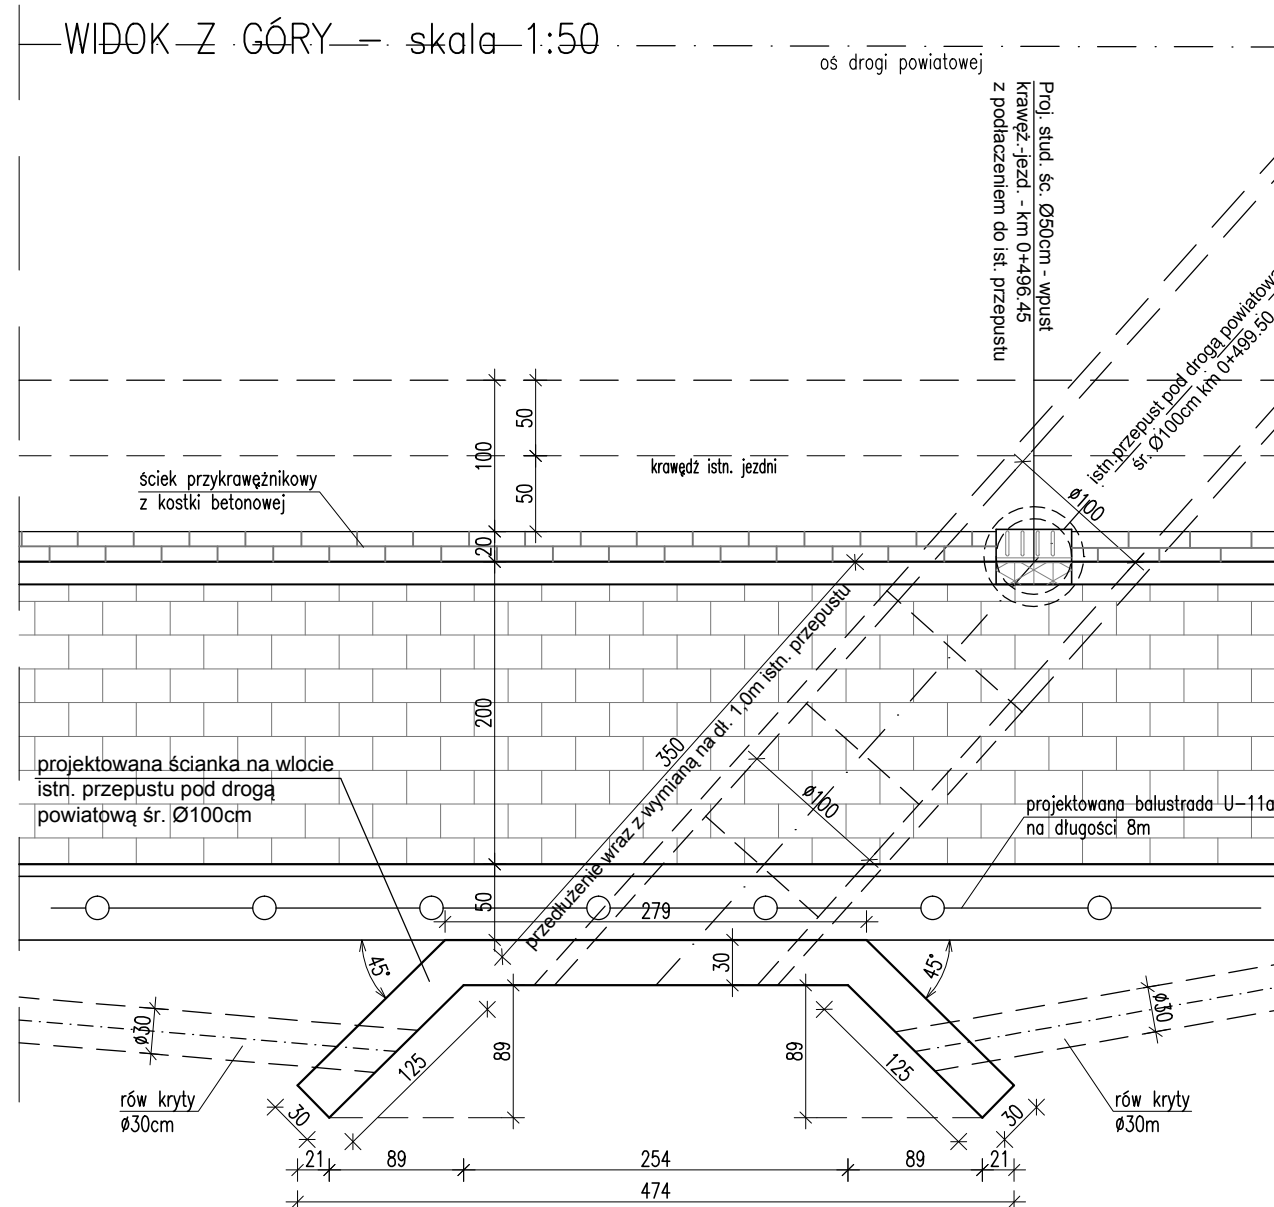 WIDOK Z GÓRY - skala 1:50
oś drogi powiatowej
Proj. stud. śc. Ø50cm - wpust
krawęż.-jezd. - km 0+496.45
z podłaczeniem do ist. przepustu
istn.przepust pod drogą powiatową
śr. Ø100cm km 0+499.50
50
100
50
krawędź istn. jezdni
ściek przykrawężnikowy
z kostki betonowej
ø100
20
200
350
przedłużenie wraz z wymianą na dł. 1,0m istn. przepustu
projektowana ścianka na wlocie
istn. przepustu pod drogą
powiatową śr. Ø100cm
ø100
projektowana balustrada U-11a
na długości 8m
50
279
45°
30
45°
ø30
ø30
89
89
125
125
rów kryty
ø30cm
rów kryty
ø30m
30
30
21
89
254
89
21
474